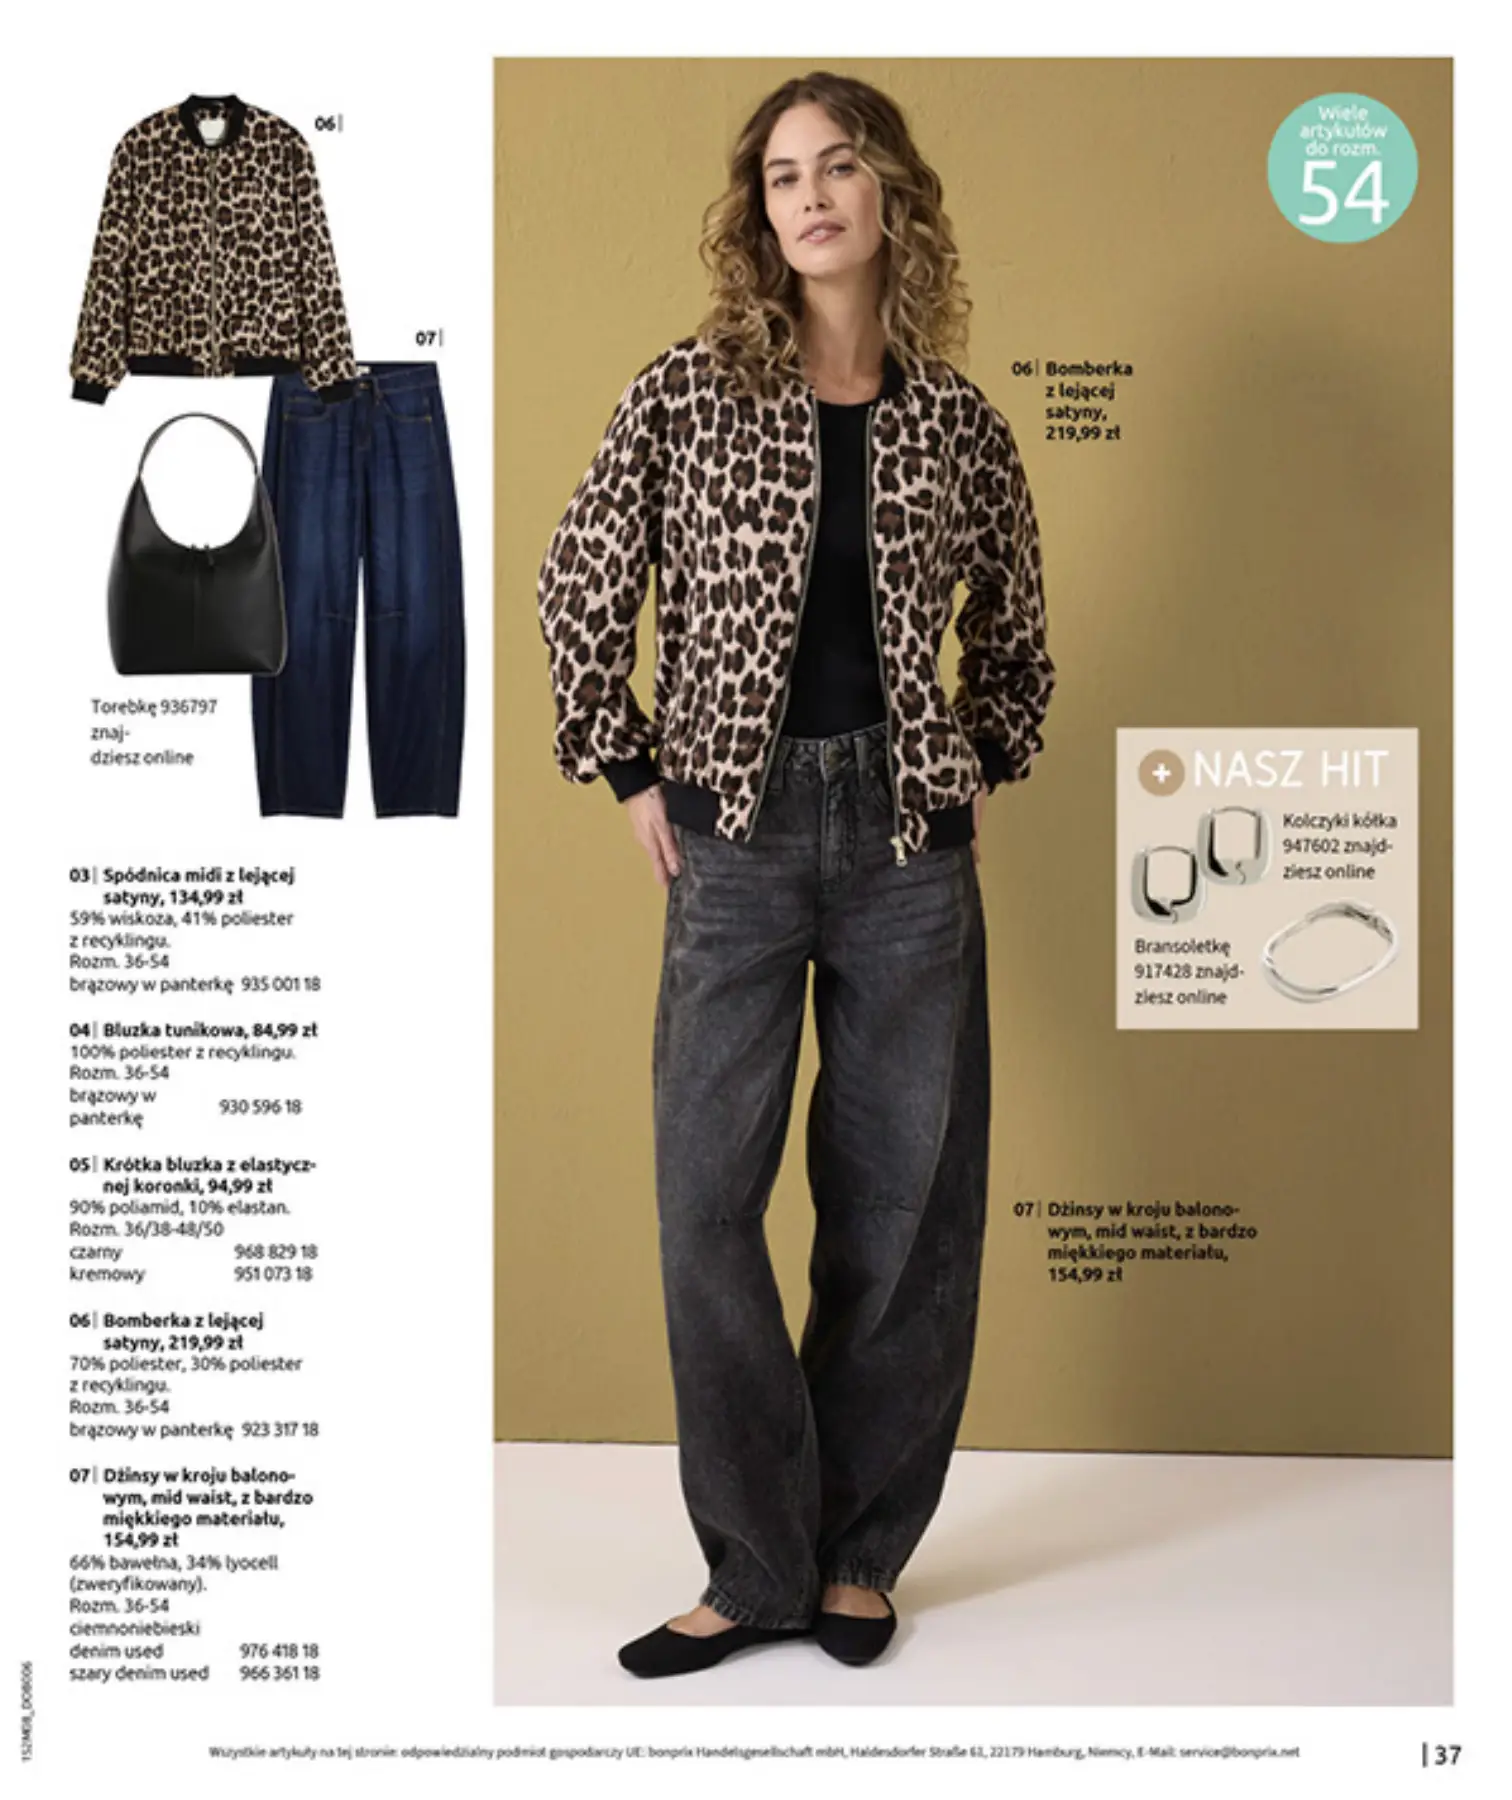 06|
07|
Torebkę 936797
znaj-
dziesz online
03| Spódnica midi z lejącej
satyny, 134,99 zł
59% wiskoza, 41% poliester
z recyklingu.
Rozm. 36-54
brązowy w panterkę 935 001 18
04| Bluzka tunikowa, 84,99 zł
100% poliester z recyklingu.
Rozm. 36-54
brązowy w
panterkę 930 596 18
05| Krótka bluzka z elastycz-
nej koronki, 94,99 zł
90% poliamid, 10% elastan.
Rozm. 36/38-48/50
czarny 968 829 18
kremowy 951 073 18
06| Bomberka z lejącej
satyny, 219,99 zł
70% poliester, 30% poliester
z recyklingu.
Rozm. 36-54
brązowy w panterkę 923 317 18
07| Dżinsy w kroju balono-
wym, mid waist, z bardzo
miękkiego materiału,
154,99 zł
66% bawełna, 34% lyocell
(zweryfikowany).
Rozm. 36-54
ciemnoniebieski
denim used 976 418 18
szary denim used 966 361 18
Wiele
artykułów
do rozm.
54
06| Bomberka
z lejącej
satyny,
219,99 zł
+ NASZ HIT
Kolczyki kółka
947602 znajd-
ziesz online
Bransoletkę
917428 znajd-
ziesz online
07| Dżinsy w kroju balono-
wym, mid waist, z bardzo
miękkiego materiału,
154,99 zł
152M08_DOB006
Wszystkie artykuły na tej stronie: odpowiedzialny podmiot gospodarczy UE: bonprix Handelsgesellschaft mbH, Haldesdorfer Straße 61, 22179 Hamburg, Niemcy, E-Mail: service@bonprix.net
| 37